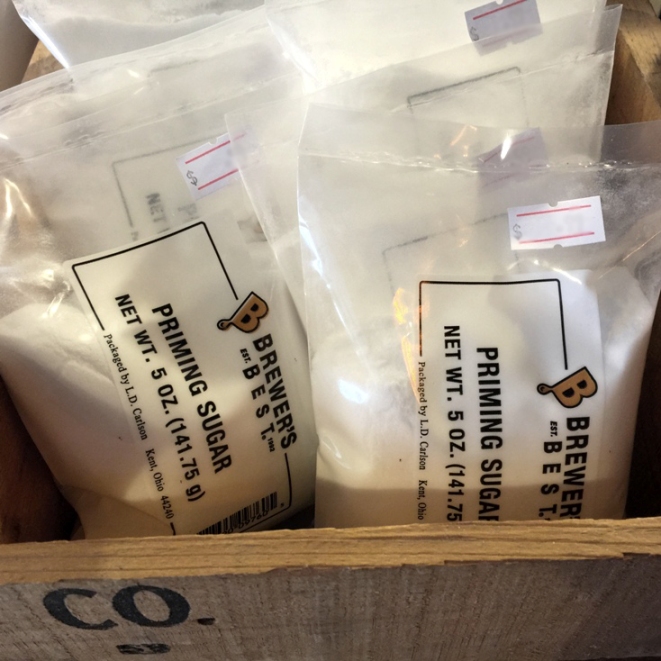 BREWER'S
EST. BEST. 1992
PRIMING SUGAR
NET WT. 5 OZ. (141.75 g)
Packaged by L.D. Carlson Kent, Ohio 44240
BREWER'
EST. BEST.
PRIMING SUGAR
NET WT. 5 OZ. (141.75
Packaged by L.D. Carlson Kent, Ohio
CO.